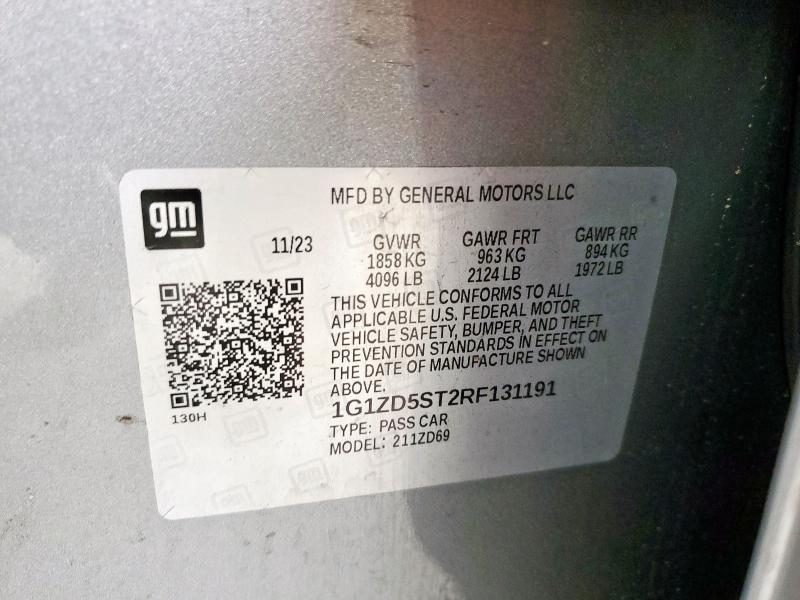 gm
MFD BY GENERAL MOTORS LLC
11/23
GVWR GAWR FRT GAWR RR
1858 KG 963 KG 894 KG
4096 LB 2124 LB 1972 LB
THIS VEHICLE CONFORMS TO ALL
APPLICABLE U.S. FEDERAL MOTOR
VEHICLE SAFETY, BUMPER, AND THEFT
PREVENTION STANDARDS IN EFFECT ON
THE DATE OF MANUFACTURE SHOWN
ABOVE.
1G1ZD5ST2RF131191
TYPE: PASS CAR
MODEL: 211ZD69
130H